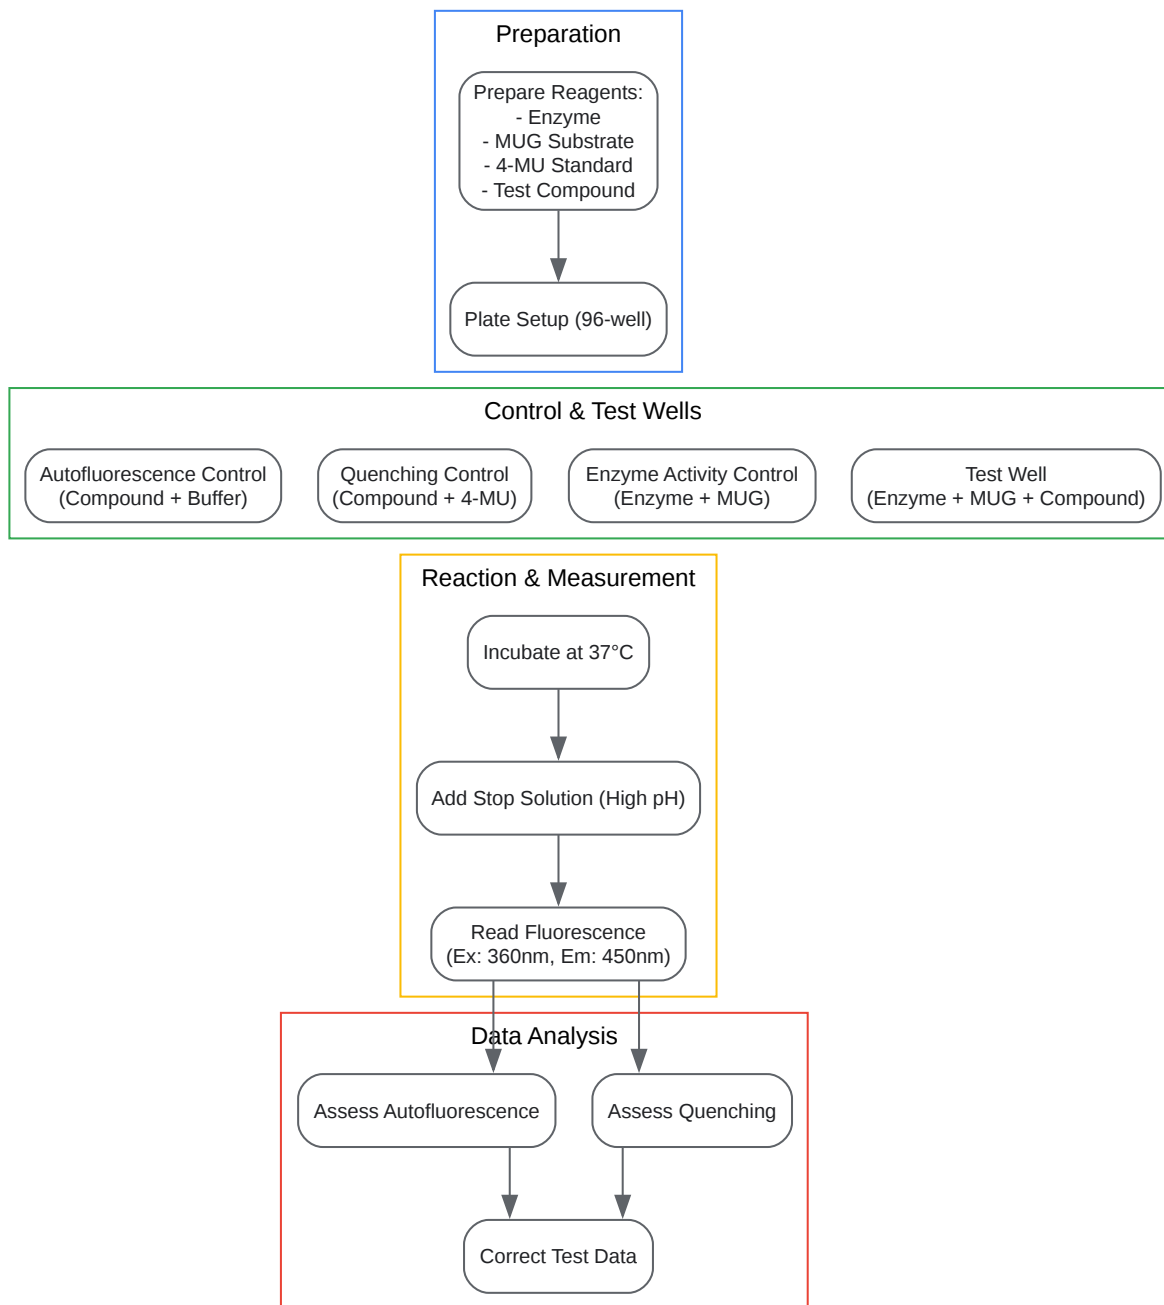 Preparation
Prepare Reagents:
- Enzyme
- MUG Substrate
- 4-MU Standard
- Test Compound
Plate Setup (96-well)
Control & Test Wells
Autofluorescence Control
(Compound + Buffer)
Quenching Control
(Compound + 4-MU)
Enzyme Activity Control
(Enzyme + MUG)
Test Well
(Enzyme + MUG + Compound)
Reaction & Measurement
Incubate at 37°C
Add Stop Solution (High pH)
Read Fluorescence
(Ex: 360nm, Em: 450nm)
Data Analysis
Assess Autofluorescence
Assess Quenching
Correct Test Data